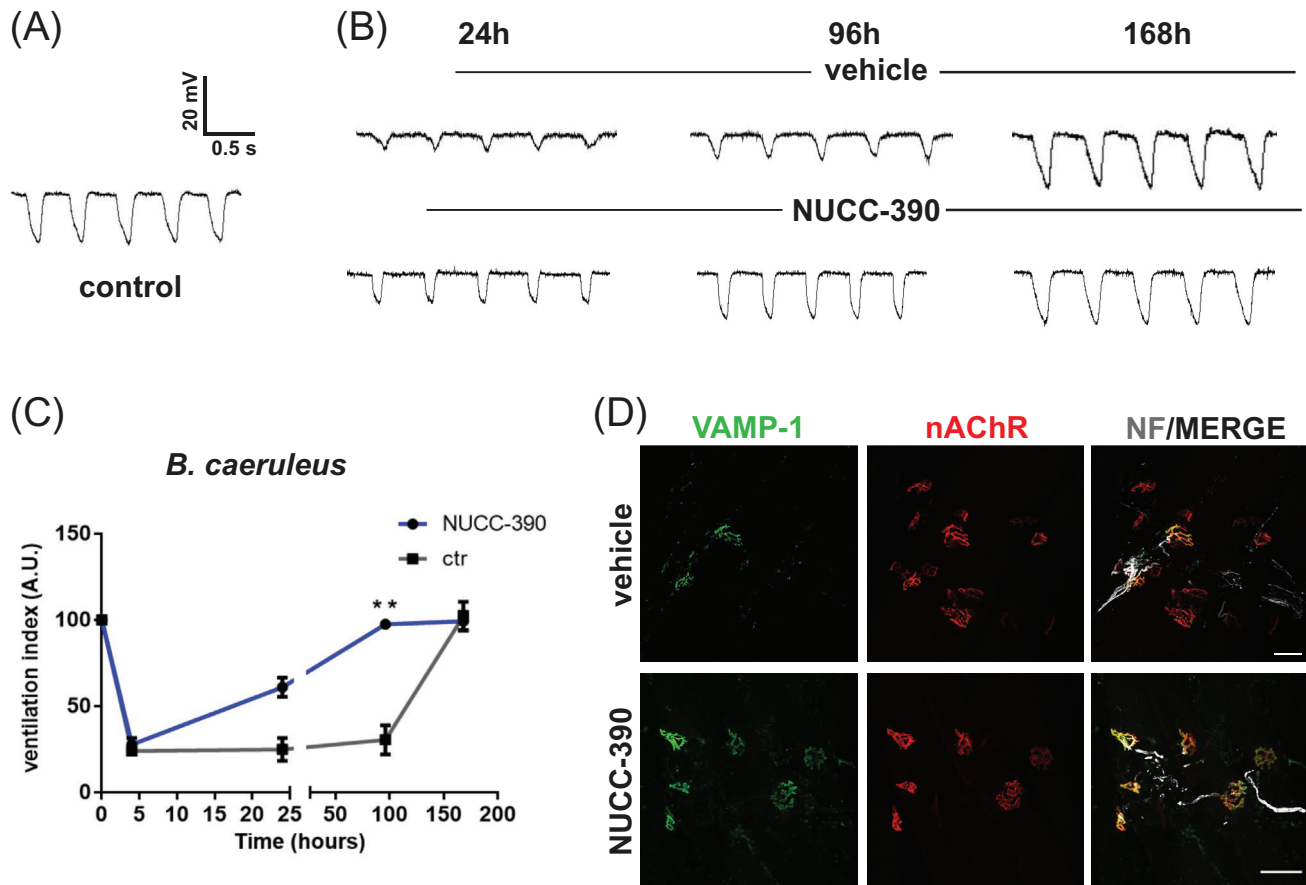 (A)
20 mV
0.5 s
control
(B)
24h 96h 168h
vehicle
NUCC-390
(C)
B. caeruleus
NUCC-390
ctr
**
ventilation index (A.U.)
150
100
50
0
0 5 10 15 20 25 50 100 150 200
Time (hours)
(D)
VAMP-1 nAChR NF/MERGE
vehicle
NUCC-390